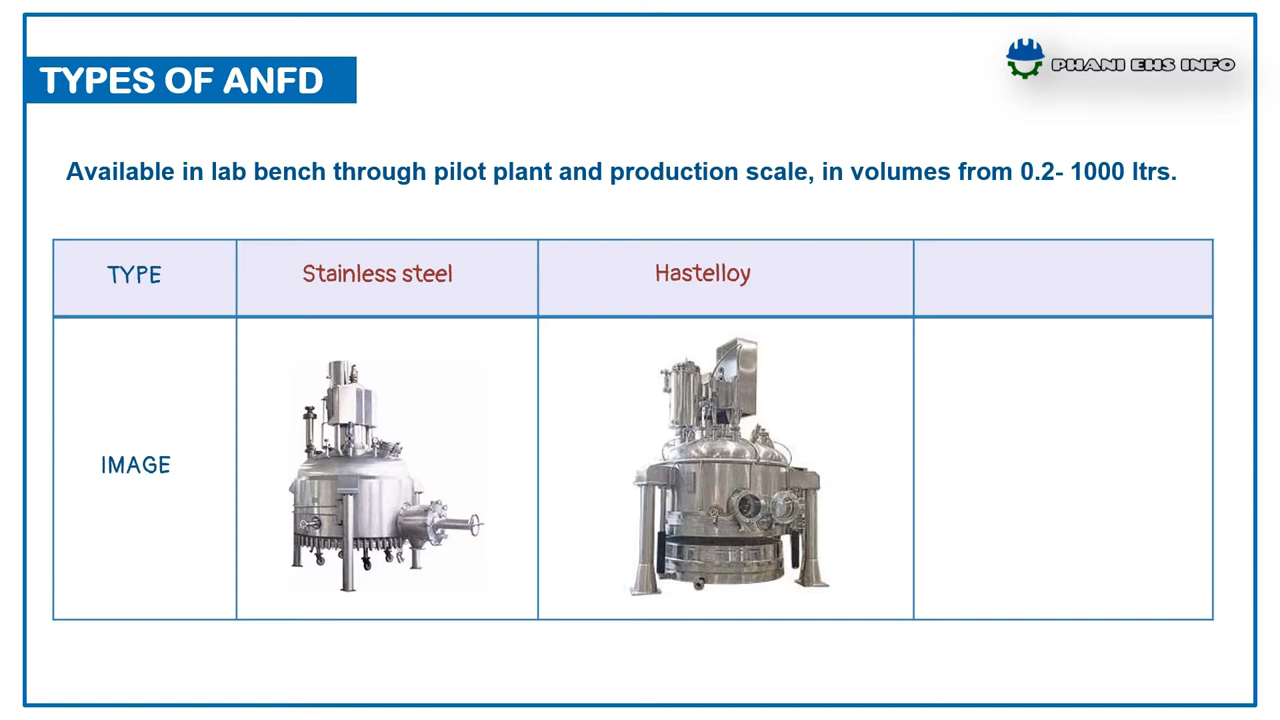 TYPES OF ANFD
PHANI EHS INFO
Available in lab bench through pilot plant and production scale, in volumes from 0.2- 1000 ltrs.
TYPE
Stainless steel
Hastelloy
IMAGE